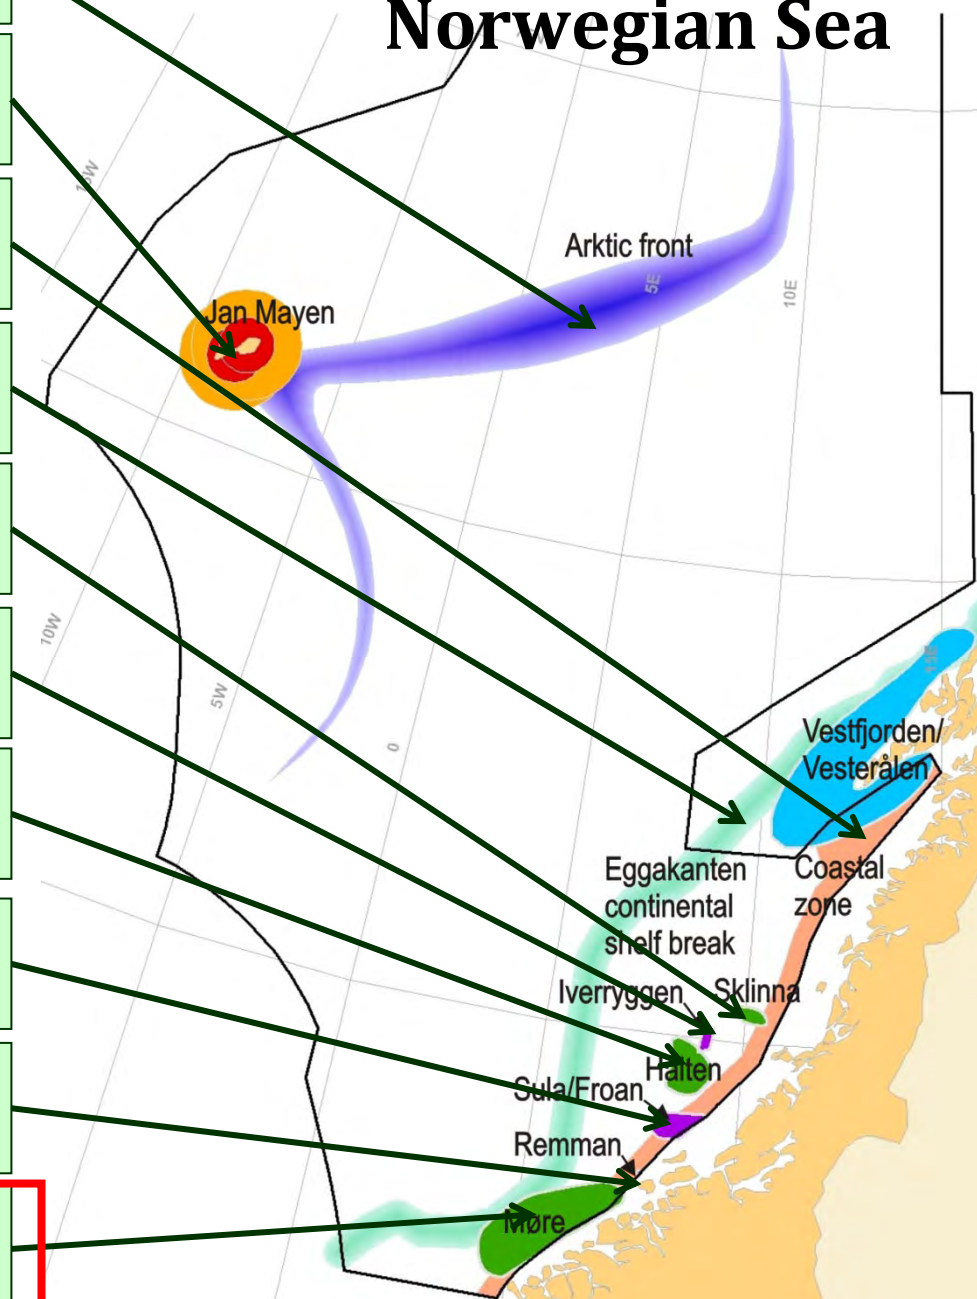 Norwegian Sea
Arktic front
5E
10E
Jan Mayen
10W
5W
0
15E
Vestfjorden/
Vesterålen
Eggakanten
continental
shelf break
Coastal
zone
Iverryggen
Sklinna
Halten
Sula/Froan
Remman
Møre